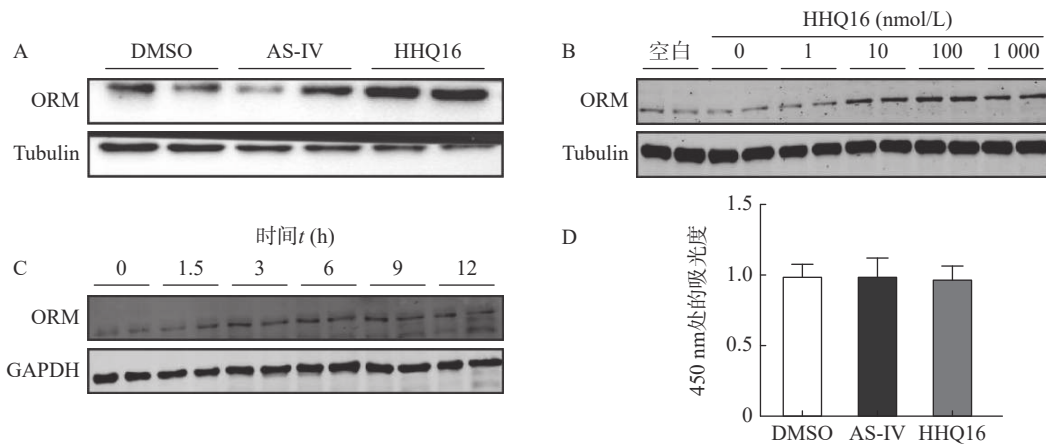 A
DMSO AS-IV HHQ16
ORM
Tubulin
B
HHQ16 (nmol/L)
空白 0 1 10 100 1 000
ORM
Tubulin
C
时间t (h)
0 1.5 3 6 9 12
ORM
GAPDH
D
450 nm处的吸光度
1.5
1.0
0.5
0
DMSO AS-IV HHQ16